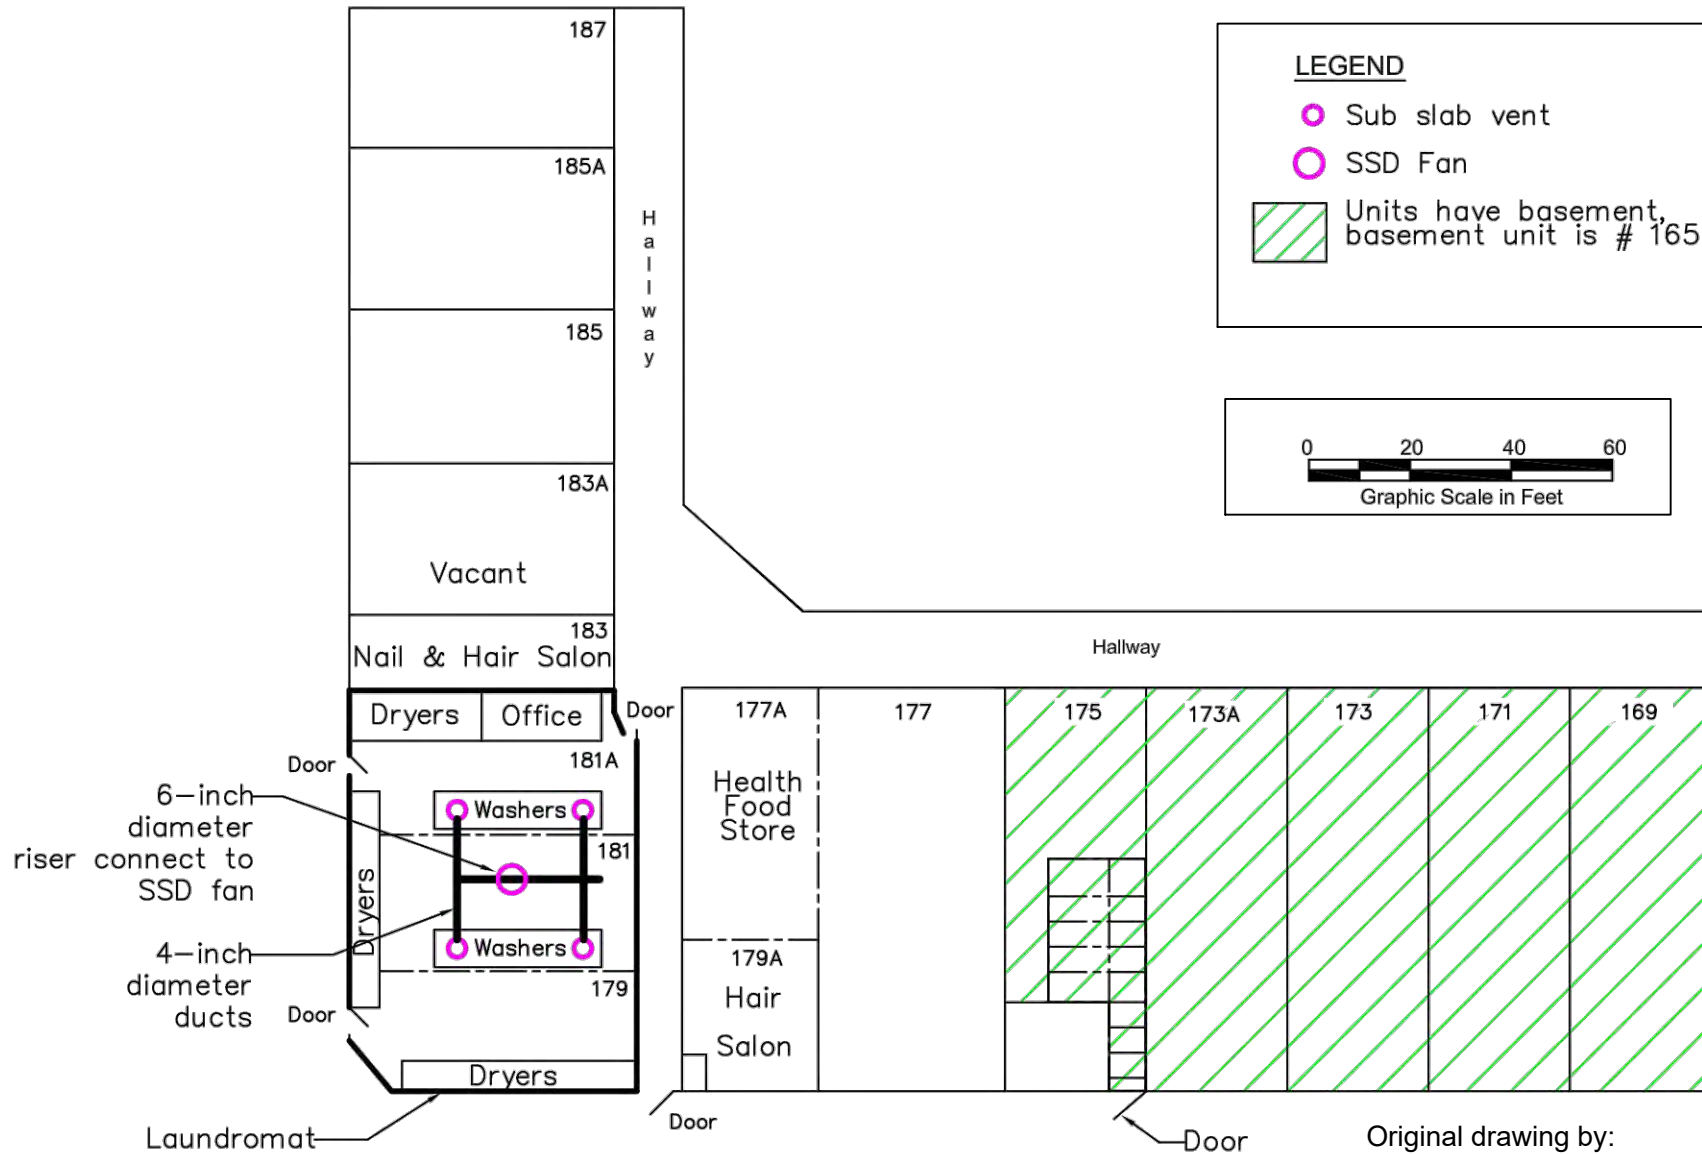 187
185A
185
183A
Vacant
183
Nail & Hair Salon
Hallway
LEGEND
Sub slab vent
SSD Fan
Units have basement,
basement unit is # 165
0 20 40 60
Graphic Scale in Feet
Hallway
Dryers
Office
Door
181A
Door
Washers
181
6-inch
diameter
riser connect to
SSD fan
Dryers
Washers
4-inch
diameter
ducts
179
Door
Dryers
Laundromat
177A
Health
Food
Store
179A
Hair
Salon
Door
177
175
173A
173
171
169
Door
Original drawing by: